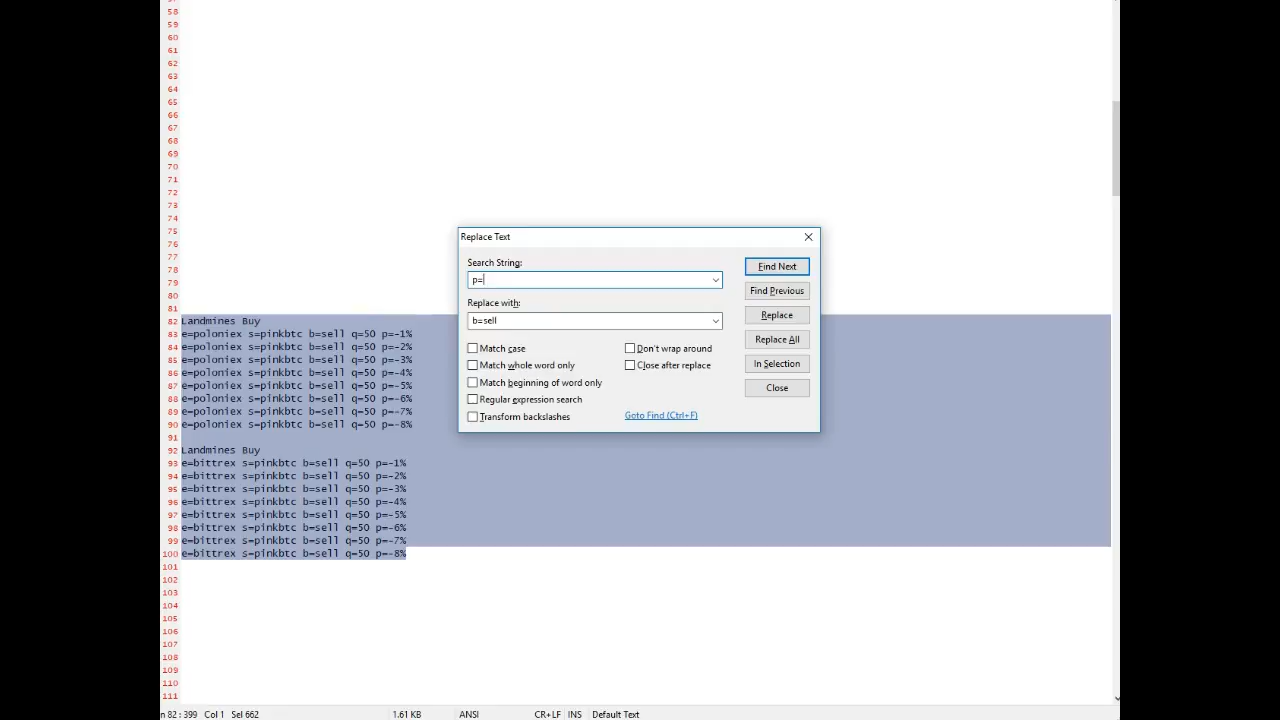 58
59
60
61
62
63
64
65
66
67
68
69
70
71
72
73
74
75
76
77
78
79
80
81
82 Landmines Buy
83 e=poloniex s=pinkbtc b=sell q=50 p=-1%
84 e=poloniex s=pinkbtc b=sell q=50 p=-2%
85 e=poloniex s=pinkbtc b=sell q=50 p=-3%
86 e=poloniex s=pinkbtc b=sell q=50 p=-4%
87 e=poloniex s=pinkbtc b=sell q=50 p=-5%
88 e=poloniex s=pinkbtc b=sell q=50 p=-6%
89 e=poloniex s=pinkbtc b=sell q=50 p=-7%
90 e=poloniex s=pinkbtc b=sell q=50 p=-8%
91
92 Landmines Buy
93 e=bittrex s=pinkbtc b=sell q=50 p=-1%
94 e=bittrex s=pinkbtc b=sell q=50 p=-2%
95 e=bittrex s=pinkbtc b=sell q=50 p=-3%
96 e=bittrex s=pinkbtc b=sell q=50 p=-4%
97 e=bittrex s=pinkbtc b=sell q=50 p=-5%
98 e=bittrex s=pinkbtc b=sell q=50 p=-6%
99 e=bittrex s=pinkbtc b=sell q=50 p=-7%
100 e=bittrex s=pinkbtc b=sell q=50 p=-8%
101
102
103
104
105
106
107
108
109
110
111
Replace Text
Search String:
p=
Find Next
Find Previous
Replace with:
b=sell
Replace
Replace All
Match case
Don't wrap around
Match whole word only
Close after replace
In Selection
Match beginning of word only
Close
Regular expression search
Transform backslashes
Goto Find (Ctrl+F)
n 82 : 399 Col 1 Sel 662 1.61 KB ANSI CR+LF INS Default Text